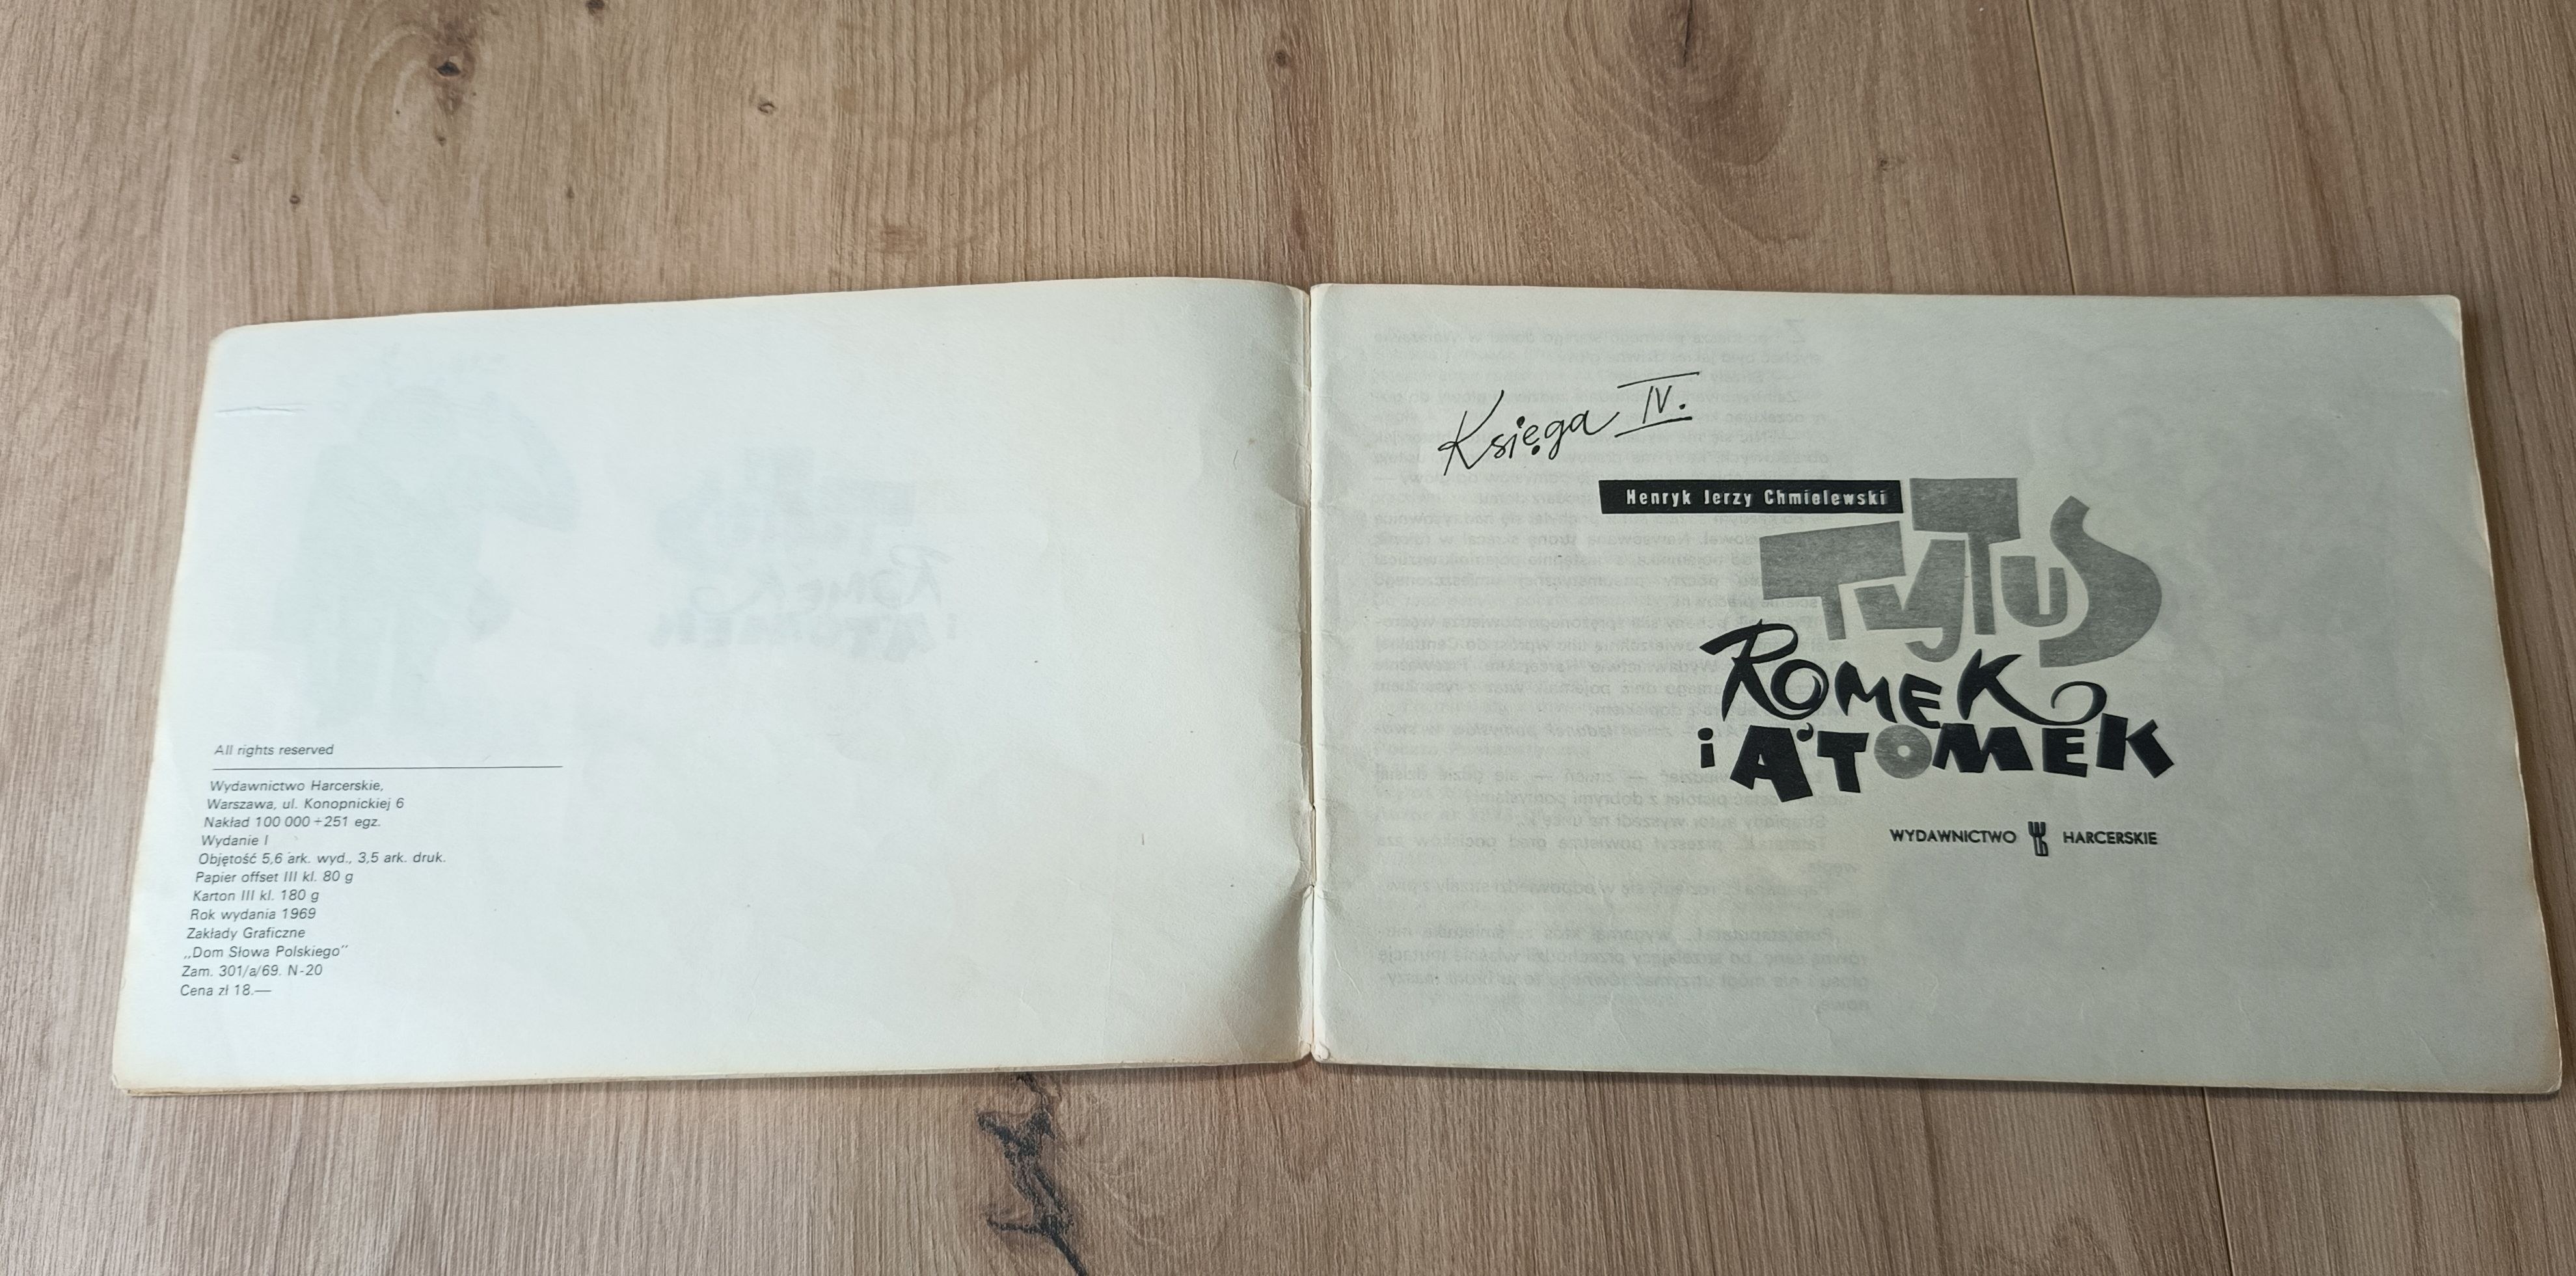 All rights reserved
Wydawnictwo Harcerskie,
Warszawa, ul. Konopnickiej 6
Nakład 100 000+251 egz.
Wydanie I
Objętość 5,6 ark. wyd., 3,5 ark. druk.
Papier offset III kl. 80 g
Karton III kl. 180 g
Rok wydania 1969
Zakłady Graficzne
„Dom Słowa Polskiego”
Zam. 301/a/69. N-20
Cena zł 18.—
Księga IV.
Henryk Jerzy Chmielewski
TYTUS
ROMEK
i A'TOMEK
WYDAWNICTWO HARCERSKIE